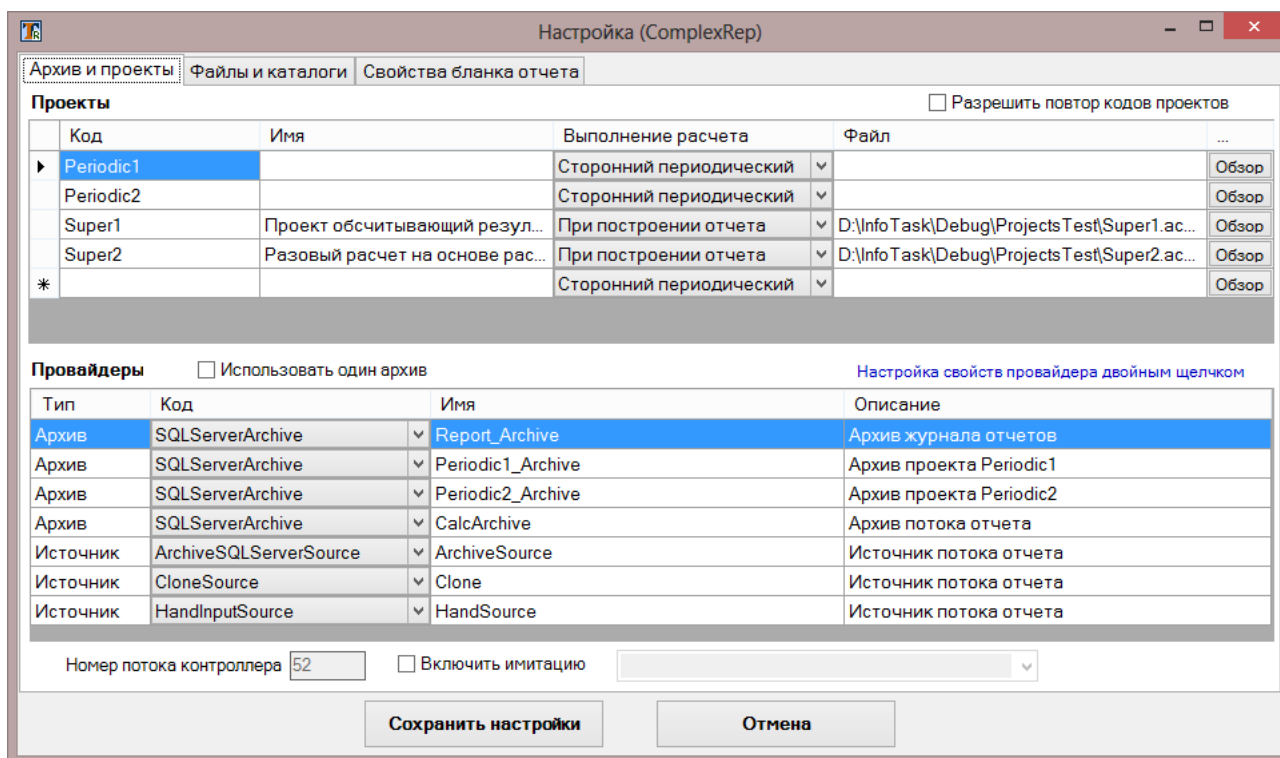 Настройка (ComplexRep)
Архив и проекты Файлы и каталоги Свойства бланка отчета
Проекты Разрешить повтор кодов проектов
Код Имя Выполнение расчета Файл ...
Periodic1 Сторонний периодический Обзор
Periodic2 Сторонний периодический Обзор
Super1 Проект обсчитывающий резул... При построении отчета D:\InfoTask\Debug\ProjectsTest\Super1.ac... Обзор
Super2 Разовый расчет на основе рас... При построении отчета D:\InfoTask\Debug\ProjectsTest\Super2.ac... Обзор
Сторонний периодический Обзор
Провайдеры Использовать один архив Настройка свойств провайдера двойным щелчком
Тип Код Имя Описание
Архив SQLServerArchive Report_Archive Архив журнала отчетов
Архив SQLServerArchive Periodic1_Archive Архив проекта Periodic1
Архив SQLServerArchive Periodic2_Archive Архив проекта Periodic2
Архив SQLServerArchive CalcArchive Архив потока отчета
Источник ArchiveSQLServerSource ArchiveSource Источник потока отчета
Источник CloneSource Clone Источник потока отчета
Источник HandInputSource HandSource Источник потока отчета
Номер потока контроллера 52 Включить имитацию
Сохранить настройки Отмена